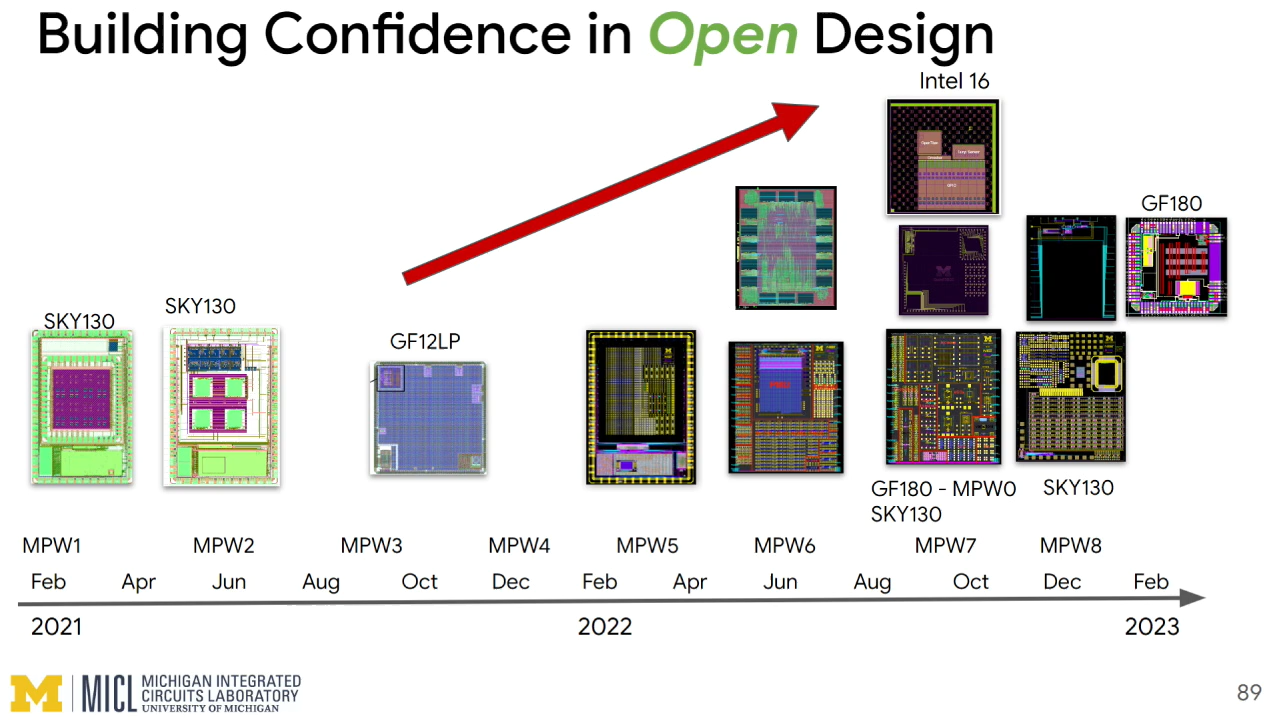 Building Confidence in Open Design
Intel 16
GF180
SKY130
SKY130
GF12LP
GF180 - MPW0
SKY130
SKY130
MPW1
MPW2
MPW3
MPW4
MPW5
MPW6
MPW7
MPW8
Feb
Apr
Jun
Aug
Oct
Dec
Feb
Apr
Jun
Aug
Oct
Dec
Feb
2021
2022
2023
M
MICL
MICHIGAN INTEGRATED
CIRCUITS LABORATORY
UNIVERSITY OF MICHIGAN
89